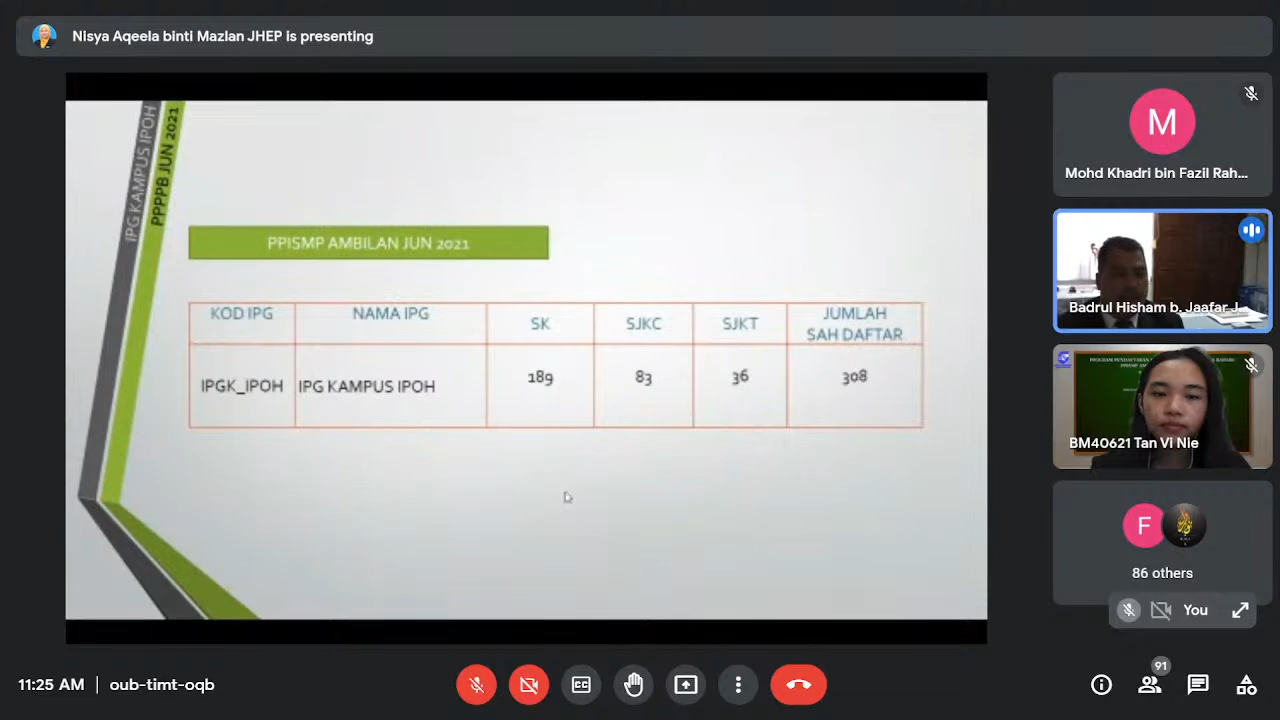 Nisya Aqeela binti Mazlan JHEP is presenting
IPG KAMPUS IPOH
PPPPB JUN 2021
PPISMP AMBILAN JUN 2021
KOD IPG NAMA IPG SK SJKC SJKT JUMLAH SAH DAFTAR
IPGK_IPOH IPG KAMPUS IPOH 189 83 36 308
M
Mohd Khadri bin Fazil Rah...
Badrul Hisham b. Jaafar J...
BM40621 Tan Vi Nie
F
86 others
You
11:25 AM | oub-timt-oqb
CC
91